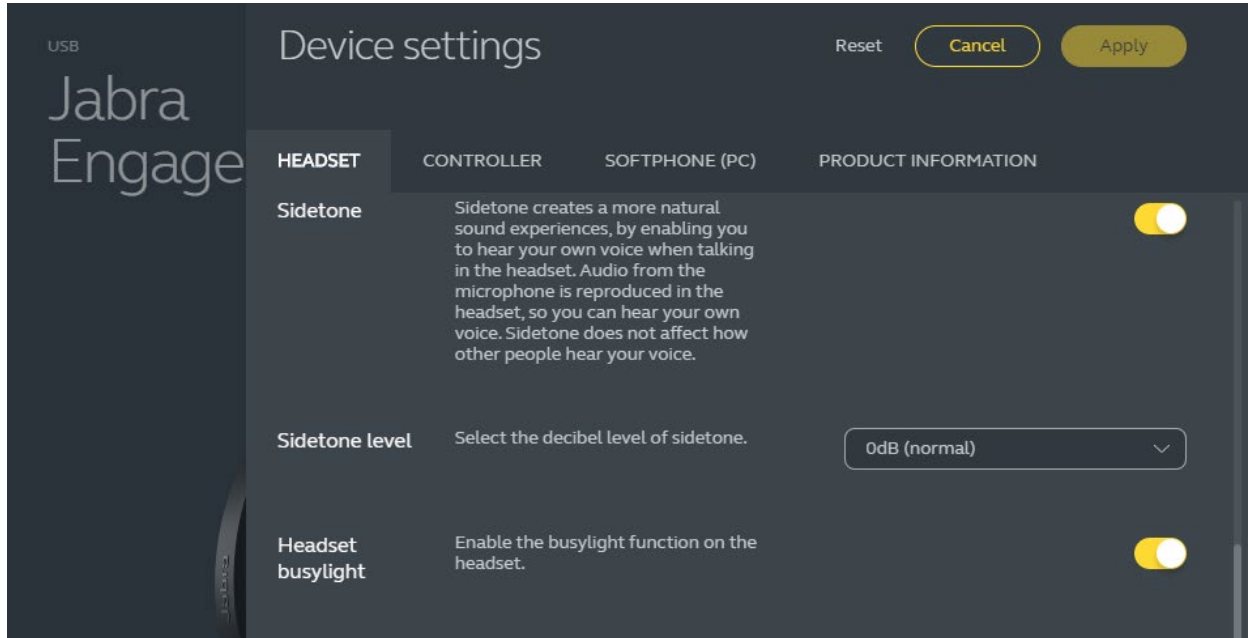 USB
Jabra
Engage
Device settings
Reset
Cancel
Apply
HEADSET
CONTROLLER
SOFTPHONE (PC)
PRODUCT INFORMATION
Sidetone
Sidetone creates a more natural
sound experiences, by enabling you
to hear your own voice when talking
in the headset. Audio from the
microphone is reproduced in the
headset, so you can hear your own
voice. Sidetone does not affect how
other people hear your voice.
Sidetone level
Select the decibel level of sidetone.
0dB (normal)
Headset
busylight
Enable the busylight function on the
headset.
Jabra